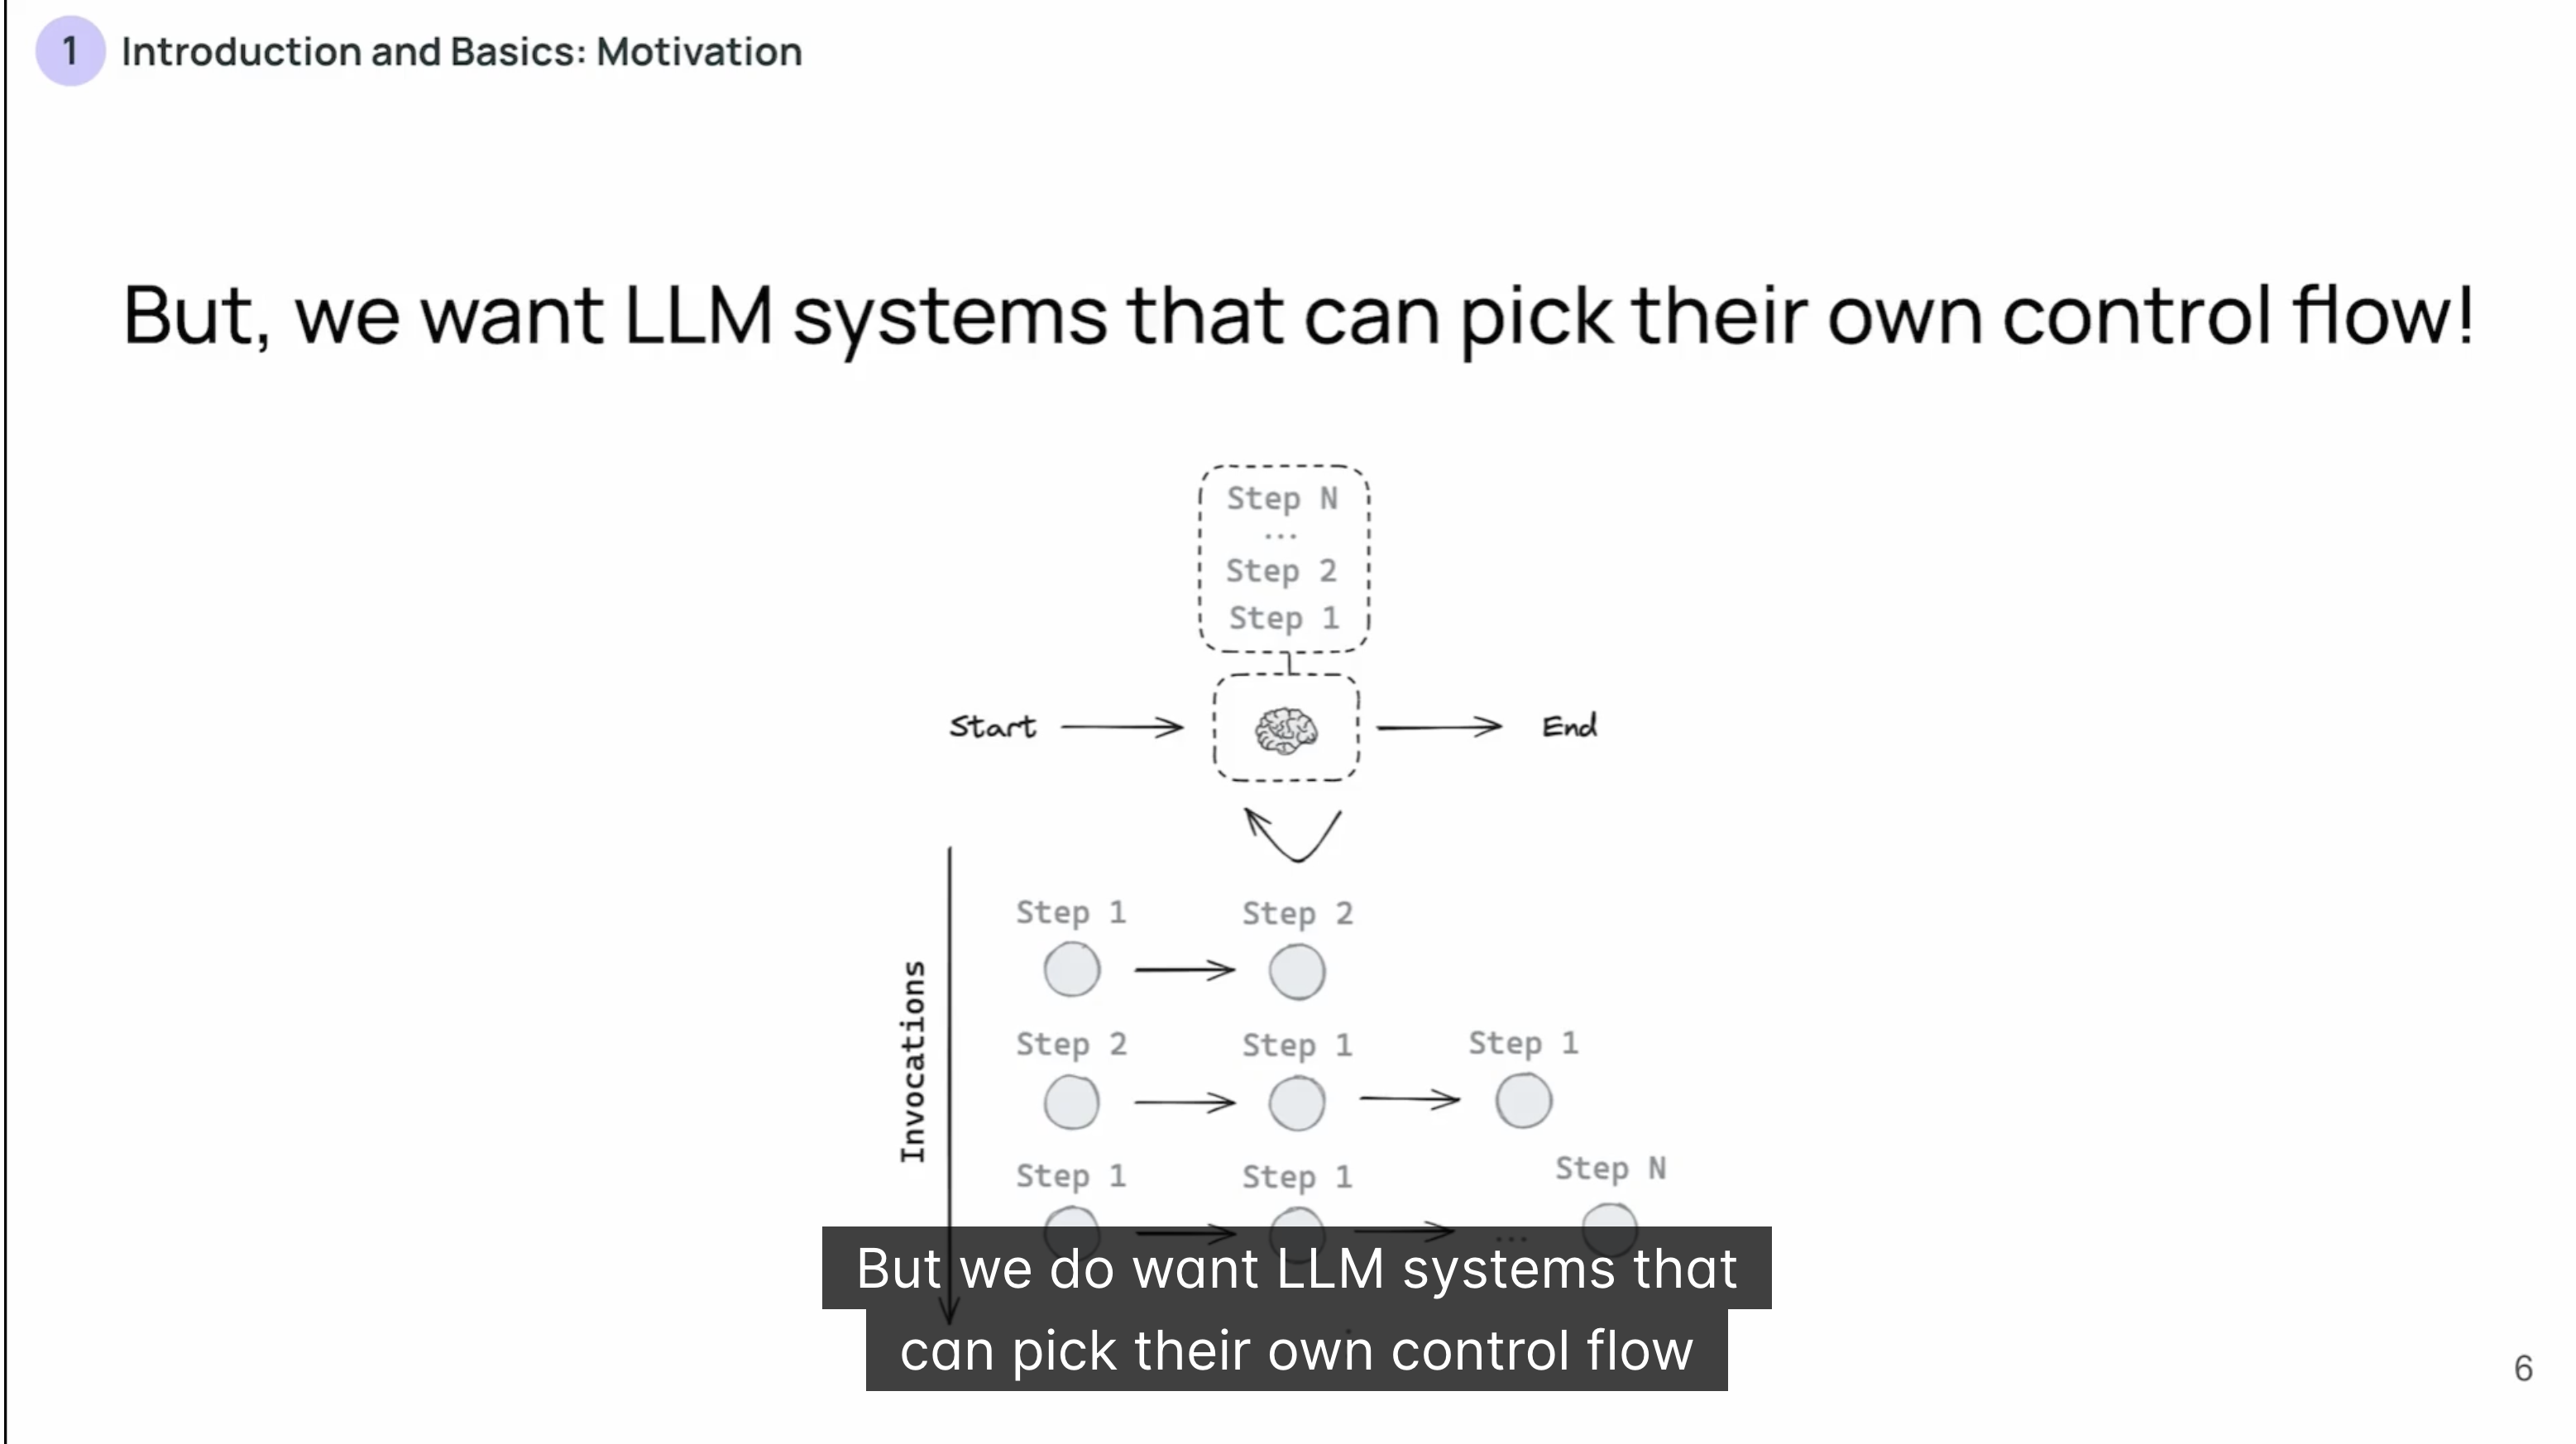 1 Introduction and Basics: Motivation
But, we want LLM systems that can pick their own control flow!
Step N
...
Step 2
Step 1
Start
End
Invocations
Step 1
Step 2
Step 2
Step 1
Step 1
Step 1
Step 1
Step N
...
But we do want LLM systems that
can pick their own control flow
6